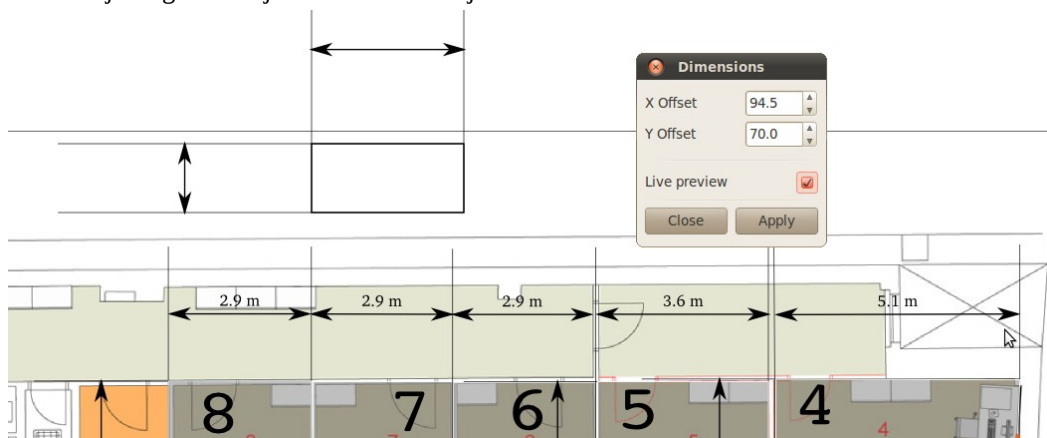 Dimensions
X Offset 94.5
Y Offset 70.0
Live preview
Close Apply
2.9 m 2.9 m 2.9 m 3.6 m 5.1 m
8 7 6 5 4
4